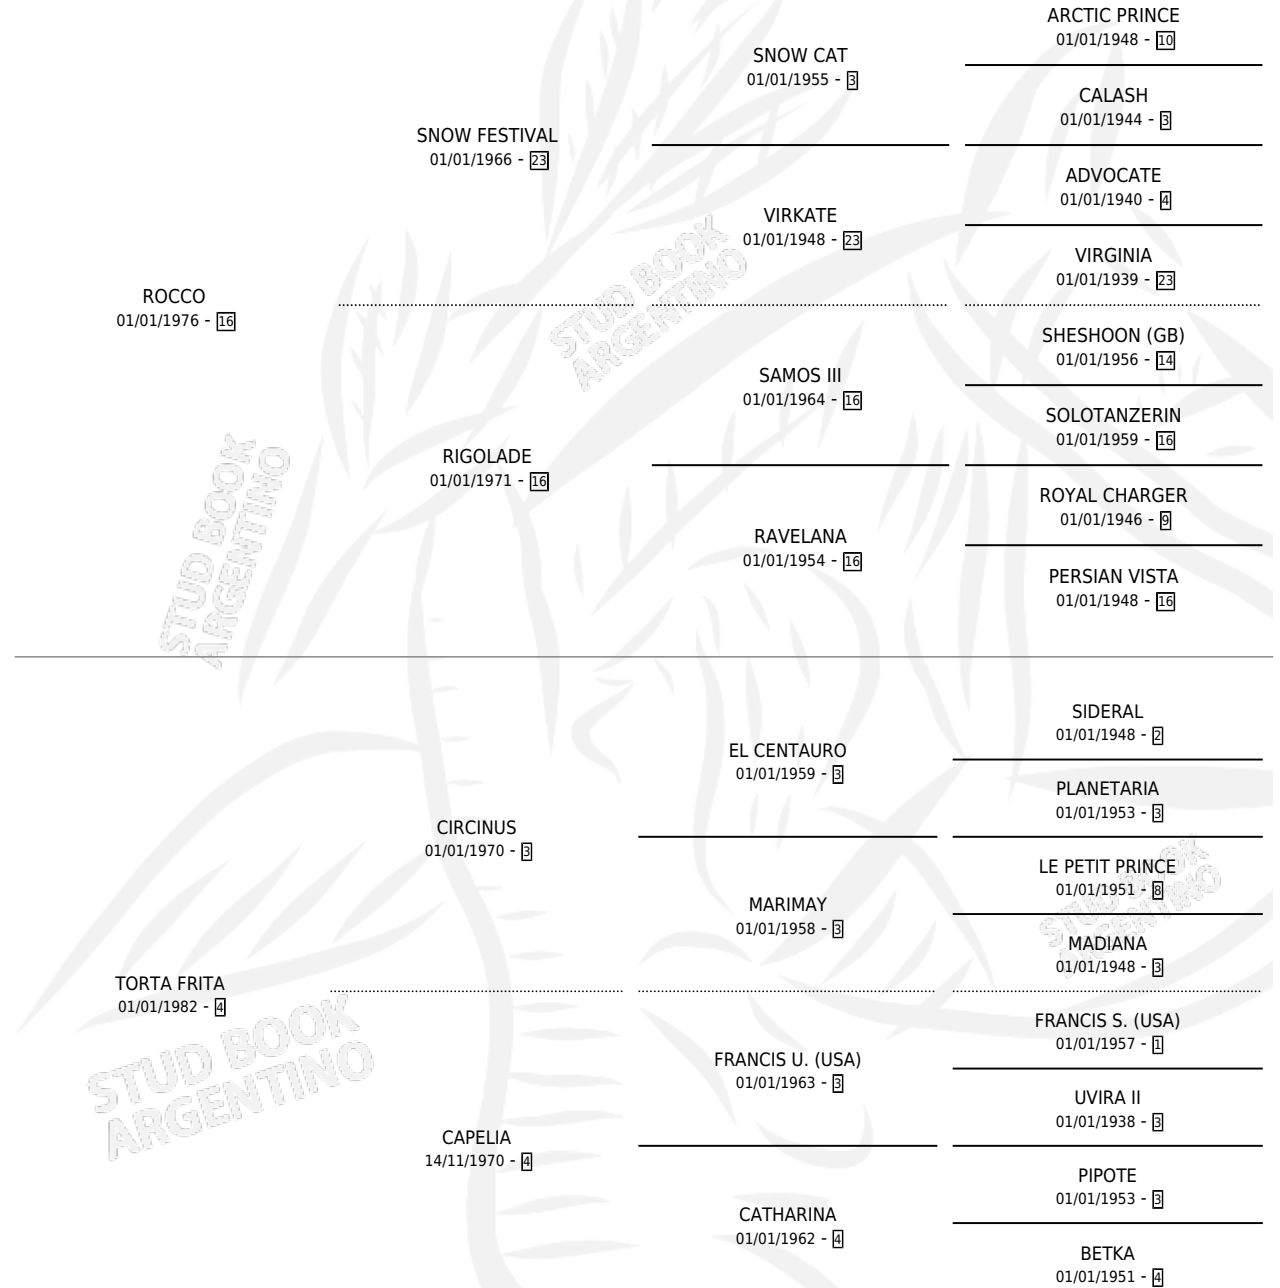 ARCTIC PRINCE
01/01/1948 - 10
SNOW CAT
01/01/1955 - 3
CALASH
01/01/1944 - 3
SNOW FESTIVAL
01/01/1966 - 23
ADVOCATE
01/01/1940 - 4
VIRKATE
01/01/1948 - 23
VIRGINIA
01/01/1939 - 23
ROCCO
01/01/1976 - 16
STUD BOOK
ARGENTINO
SHESHOON (GB)
01/01/1956 - 14
SAMOS III
01/01/1964 - 16
SOLOTANZERIN
01/01/1959 - 16
RIGOLADE
01/01/1971 - 16
STUD BOOK
ARGENTINO
ROYAL CHARGER
01/01/1946 - 9
RAVELANA
01/01/1954 - 16
PERSIAN VISTA
01/01/1948 - 16
SIDERAL
01/01/1948 - 2
EL CENTAURO
01/01/1959 - 3
PLANETARIA
01/01/1953 - 3
CIRCINUS
01/01/1970 - 3
LE PETIT PRINCE
01/01/1951 - 8
MARIMAY
01/01/1958 - 3
STUD BOOK
ARGENTINO
MADIANA
01/01/1948 - 3
TORTA FRITA
01/01/1982 - 4
STUD BOOK
ARGENTINO
FRANCIS S. (USA)
01/01/1957 - 1
FRANCIS U. (USA)
01/01/1963 - 3
UVIRA II
01/01/1938 - 3
CAPELIA
14/11/1970 - 4
PIPOTE
01/01/1953 - 3
CATHARINA
01/01/1962 - 4
BETKA
01/01/1951 - 4